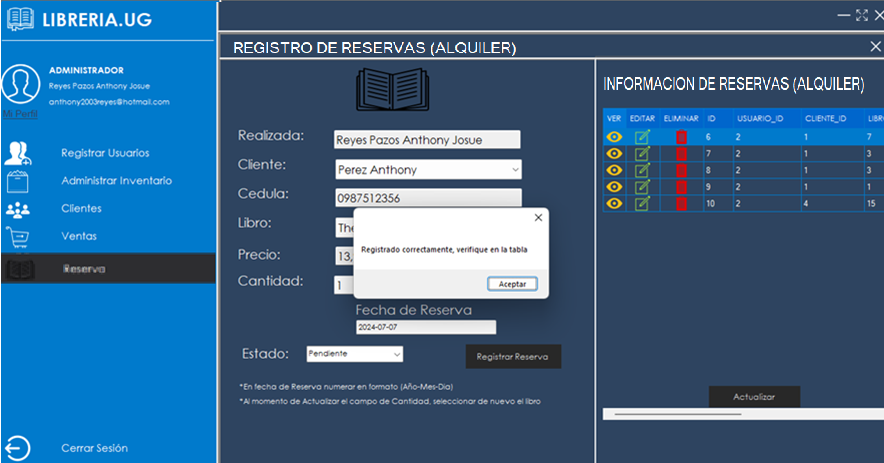 LIBRERIA.UG
ADMINISTRADOR
Reyes Pazos Anthony Josue
anthony2003reyes@hotmail.com
Mi Perfil
Registrar Usuarios
Administrar Inventario
Clientes
Ventas
Reserva
Cerrar Sesión
REGISTRO DE RESERVAS (ALQUILER)
Realizada: Reyes Pazos Anthony Josue
Cliente: Perez Anthony
Cedula: 0987512356
Libro: The
Precio: 13,
Cantidad: 1
Registrado correctamente, verifique en la tabla
Aceptar
Fecha de Reserva
2024-07-07
Estado: Pendiente
Registrar Reserva
*En fecha de Reserva numerar en formato (Año-Mes-Dia)
*Al momento de Actualizar el campo de Cantidad, seleccionar de nuevo el libro
INFORMACION DE RESERVAS (ALQUILER)
VER EDITAR ELIMINAR ID USUARIO_ID CLIENTE_ID LIBR
6 2 1 7
7 2 1 3
8 2 1 3
9 2 1 1
10 2 4 15
Actualizar